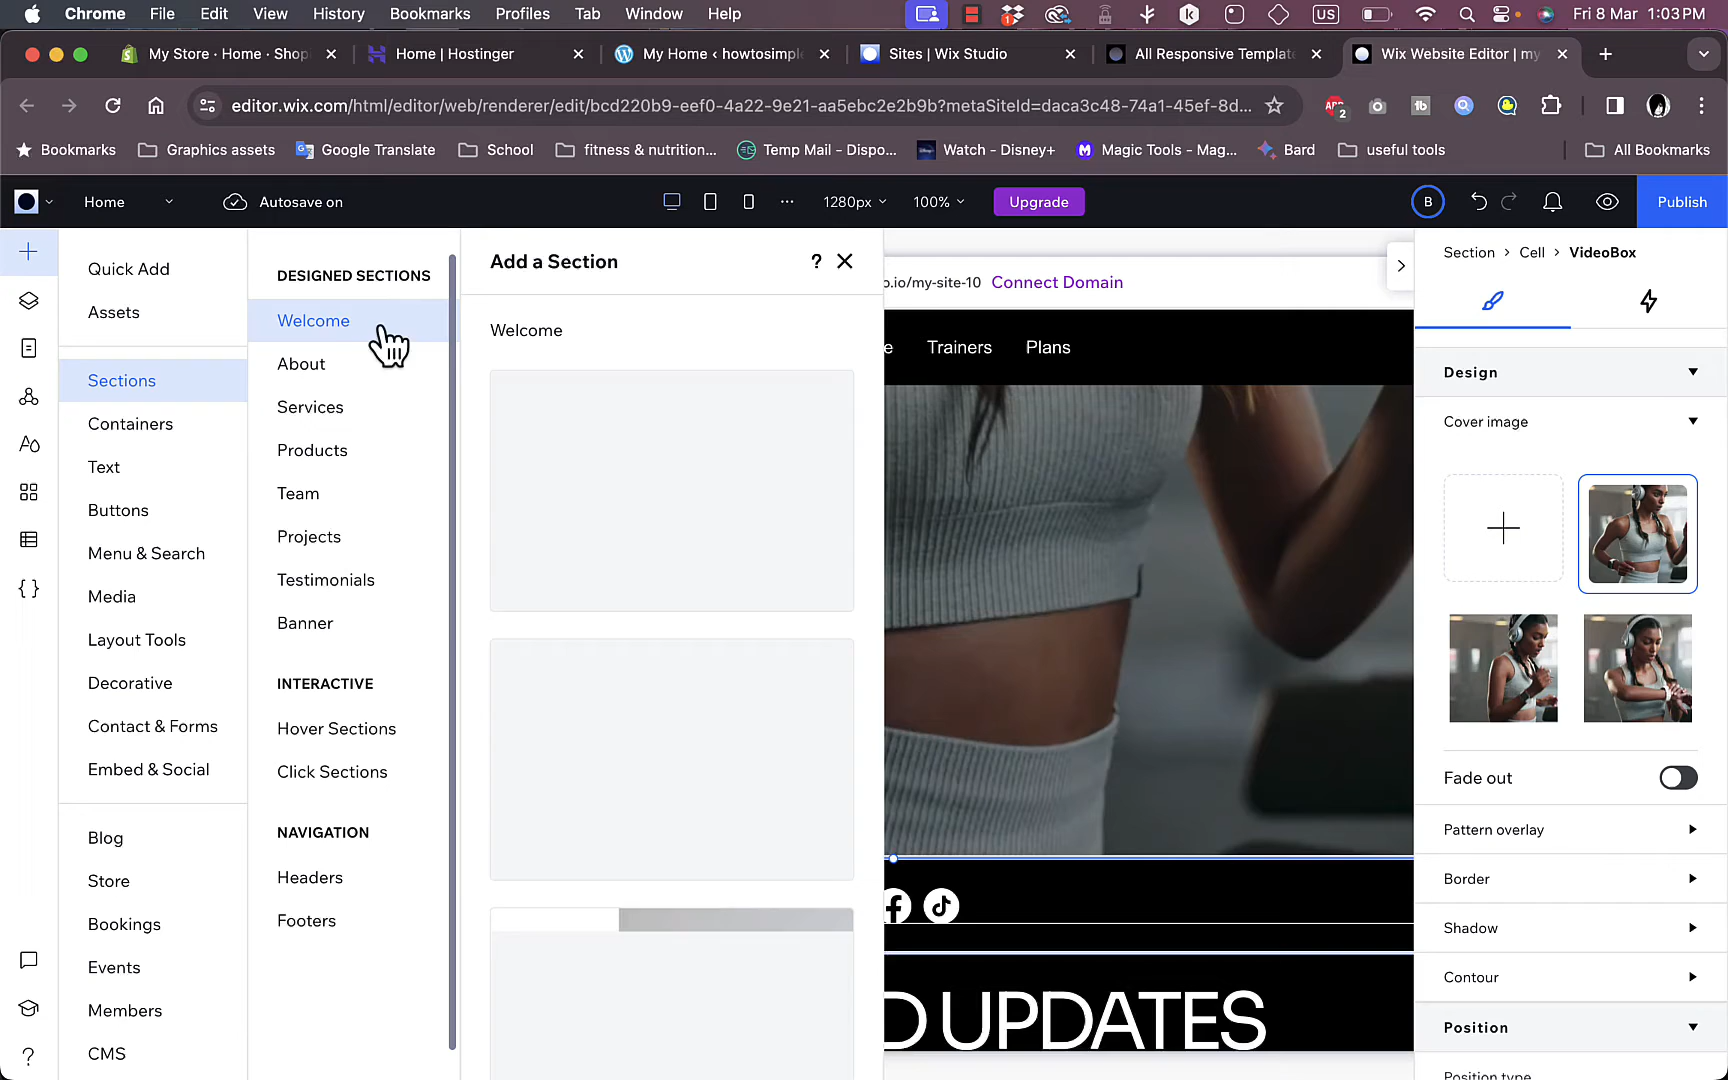 Chrome File Edit View History Bookmarks Profiles Tab Window Help US Fri 8 Mar 1:03 PM
My Store · Home · Shopi Home | Hostinger My Home ‹ howtosimple Sites | Wix Studio All Responsive Template Wix Website Editor | my
editor.wix.com/html/editor/web/renderer/edit/bcd220b9-eef0-4a22-9e21-aa5ebc2e2b9b?metaSiteId=daca3c48-74a1-45ef-8d... 2
Bookmarks Graphics assets Google Translate School fitness & nutrition... Temp Mail - Dispo... Watch - Disney+ Magic Tools - Mag... Bard useful tools All Bookmarks
Home Autosave on 1280px 100% Upgrade B Publish
Quick Add
Assets
Sections
Containers
Text
Buttons
Menu & Search
Media
Layout Tools
Decorative
Contact & Forms
Embed & Social
Blog
Store
Bookings
Events
Members
CMS
DESIGNED SECTIONS
Welcome
About
Services
Products
Team
Projects
Testimonials
Banner
INTERACTIVE
Hover Sections
Click Sections
NAVIGATION
Headers
Footers
Add a Section ?
Welcome
o.io/my-site-10 Connect Domain
e Trainers Plans
D UPDATES
Section > Cell > VideoBox
Design
Cover image
Fade out
Pattern overlay
Border
Shadow
Contour
Position
Position type